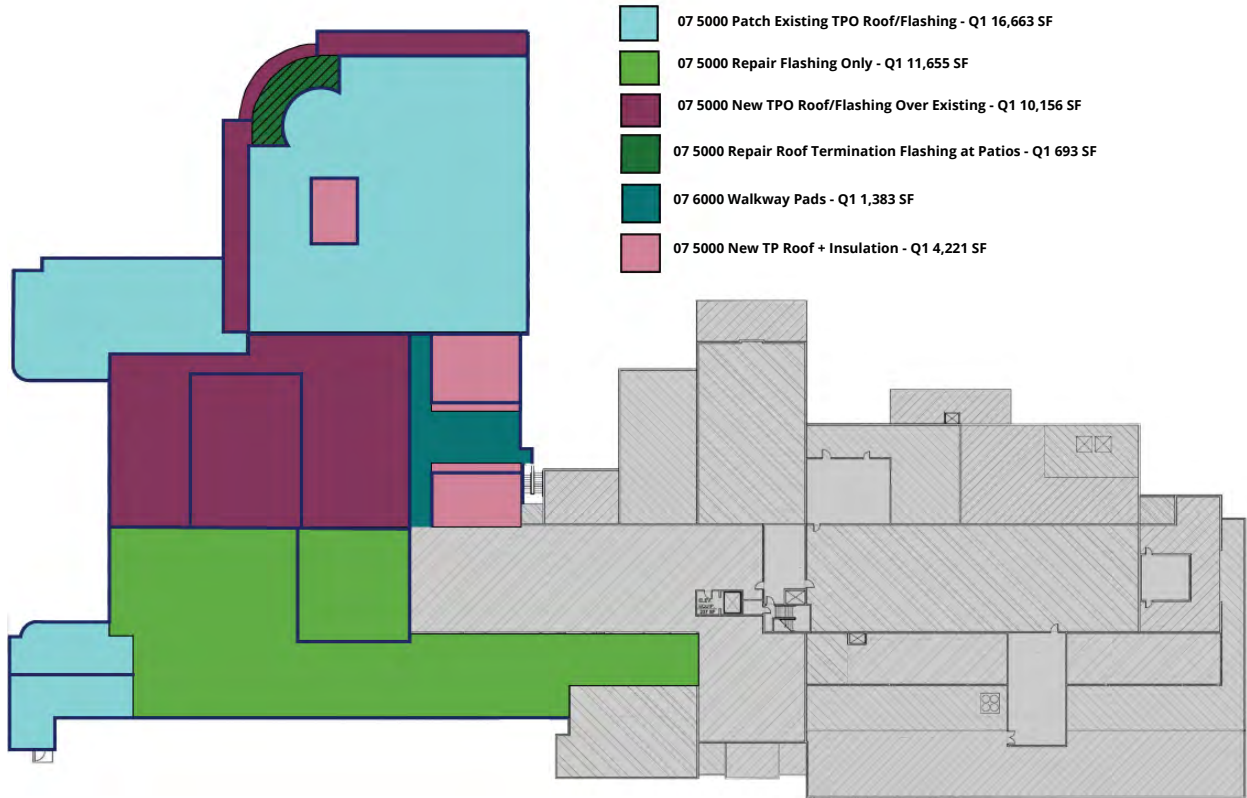 07 5000 Patch Existing TPO Roof/Flashing - Q1 16,663 SF
07 5000 Repair Flashing Only - Q1 11,655 SF
07 5000 New TPO Roof/Flashing Over Existing - Q1 10,156 SF
07 5000 Repair Roof Termination Flashing at Patios - Q1 693 SF
07 6000 Walkway Pads - Q1 1,383 SF
07 5000 New TP Roof + Insulation - Q1 4,221 SF